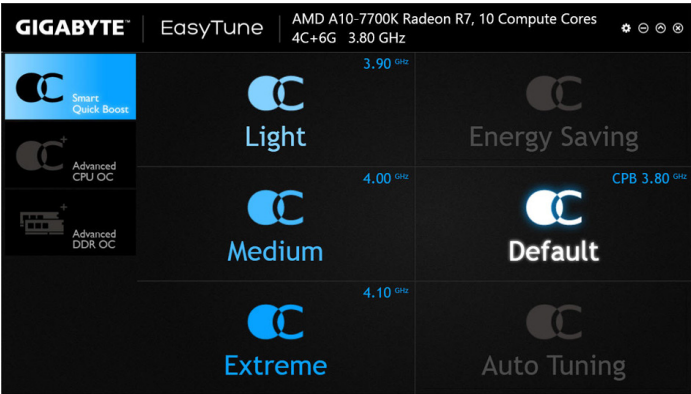 GIGABYTE™
EasyTune
AMD A10-7700K Radeon R7, 10 Compute Cores
4C+6G 3.80 GHz
Smart
Quick Boost
Advanced
CPU OC
Advanced
DDR OC
3.90 GHz
Light
Energy Saving
4.00 GHz
Medium
CPB 3.80 GHz
Default
4.10 GHz
Extreme
Auto Tuning